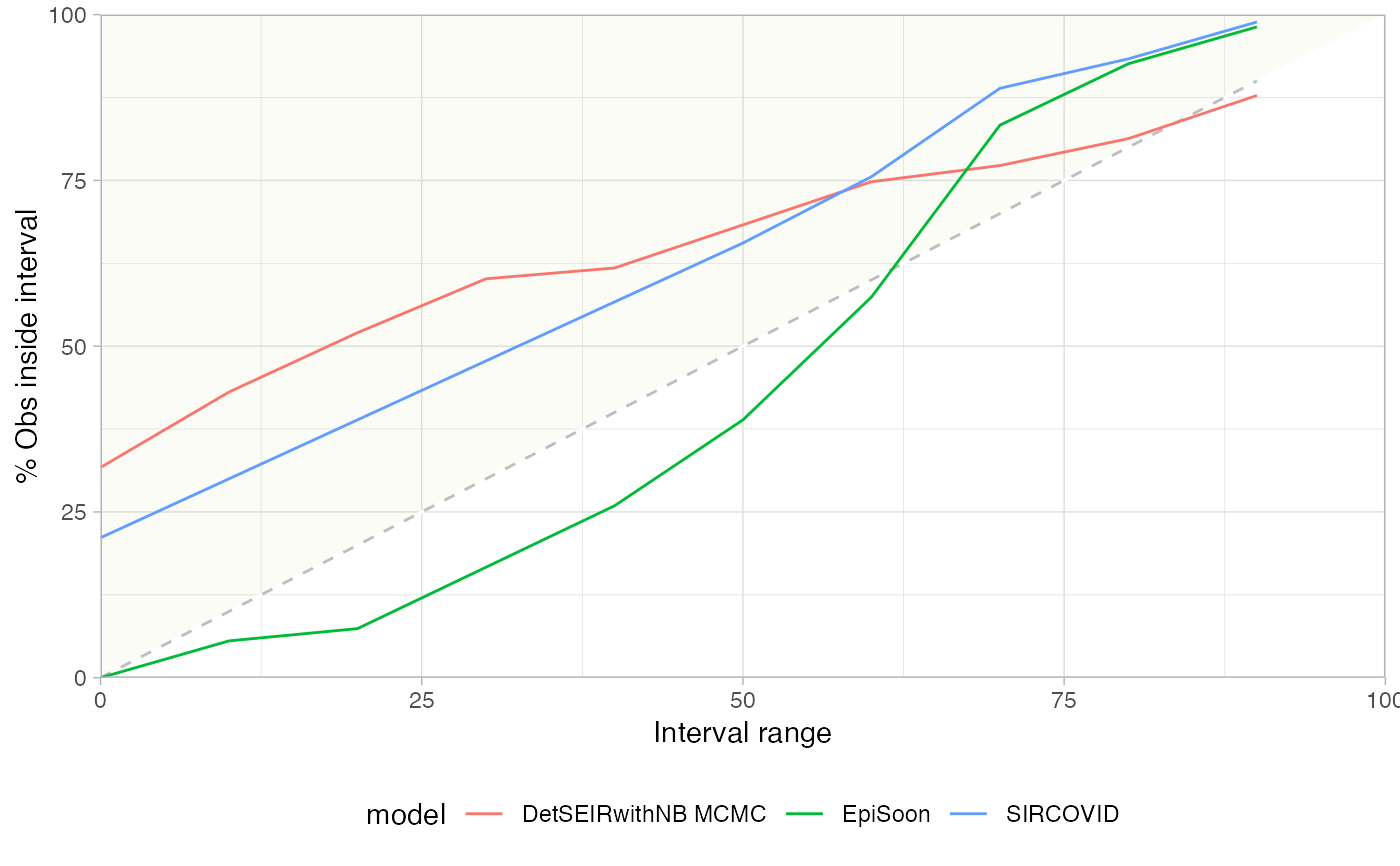 100
75
50
25
0
% Obs inside interval
0 25 50 75 100
Interval range
model DetSEIRwithNB MCMC EpiSoon SIRCOVID